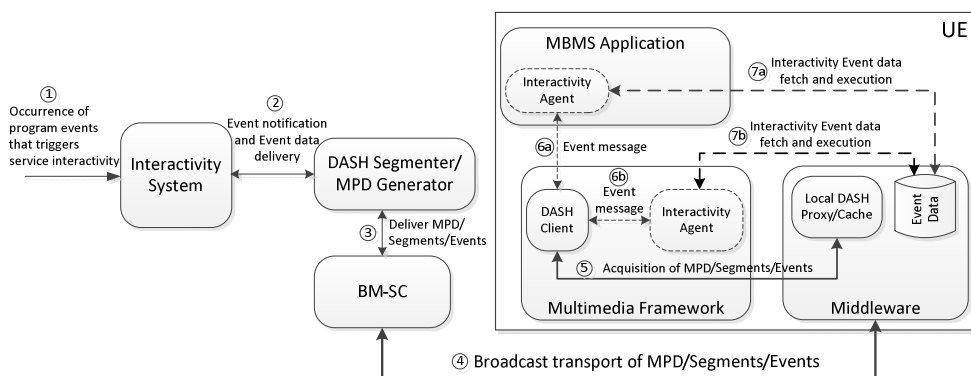 UE
MBMS Application
Interactivity
Agent
7a
Interactivity Event data
fetch and execution
1
Occurrence of
program events
that triggers
service interactivity
2
Event notification
and Event data
delivery
Interactivity
System
DASH Segmenter/
MPD Generator
6a
Event message
7b
Interactivity Event data
fetch and execution
6b
Event
message
DASH
Client
Interactivity
Agent
Local DASH
Proxy/Cache
Event
Data
3
Deliver MPD/
Segments/Events
5
Acquisition of MPD/Segments/Events
BM-SC
Multimedia Framework
Middleware
4 Broadcast transport of MPD/Segments/Events